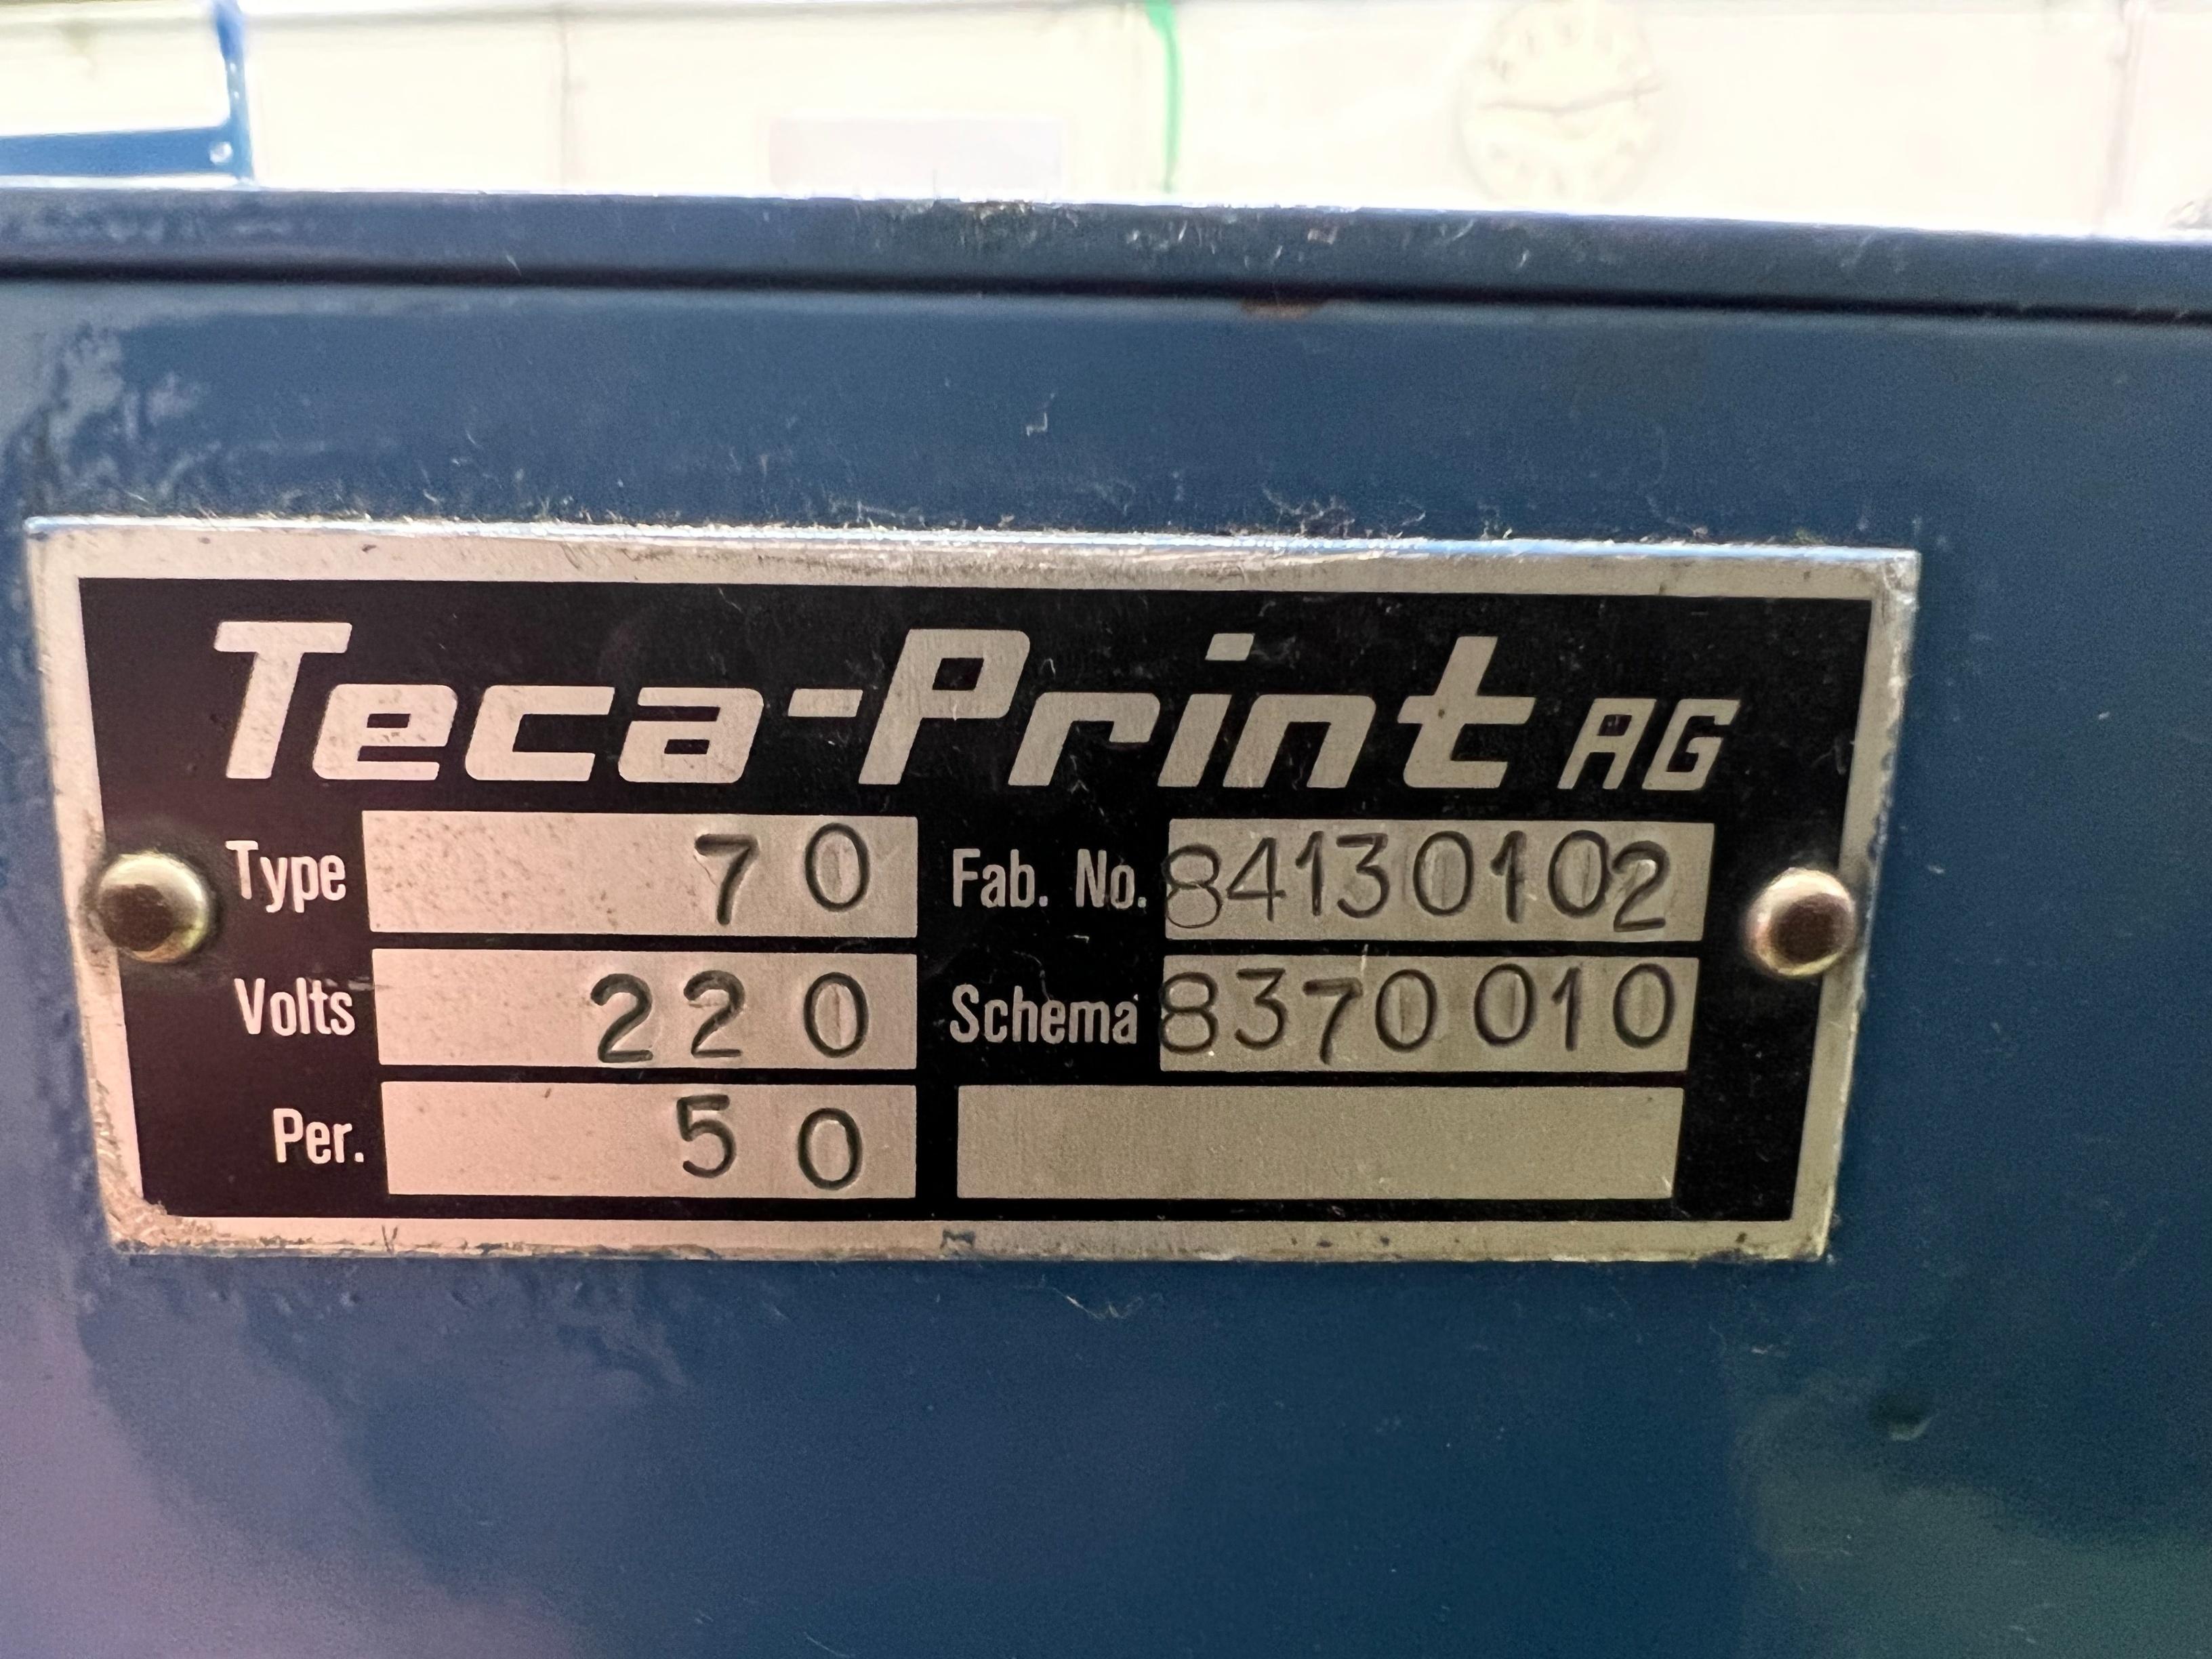 Teca-Print AG
Type 70 Fab. No. 84130102
Volts 220 Schema 8370010
Per. 50